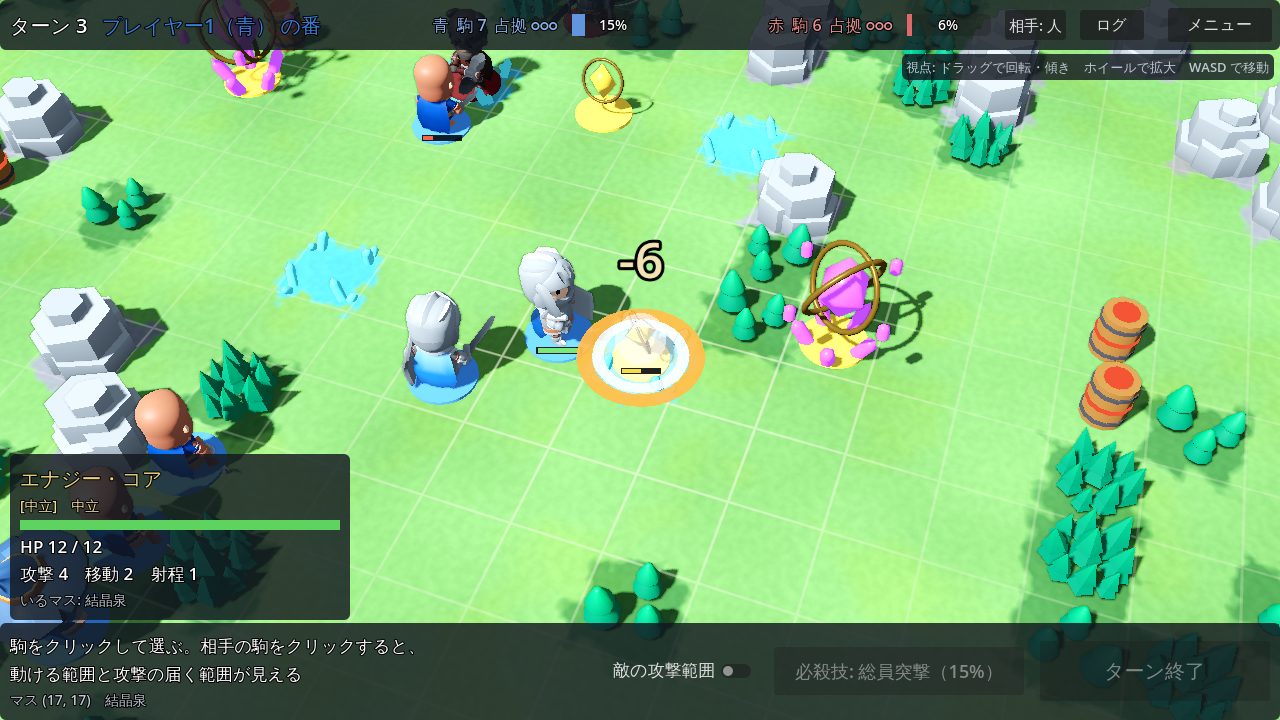 ターン 3 プレイヤー1（青）の番
青 駒 7 占拠 ○○○ 15%
赤 駒 6 占拠 ○○○ 6%
相手: 人
ログ
メニュー
視点: ドラッグで回転・傾き ホイールで拡大 WASD で移動
-6
エナジー・コア
[中立] 中立
HP 12 / 12
攻撃 4 移動 2 射程 1
いるマス: 結晶泉
駒をクリックして選ぶ。相手の駒をクリックすると、
動ける範囲と攻撃の届く範囲が見える
マス (17, 17) 結晶泉
敵の攻撃範囲
必殺技: 総員突撃（15%）
ターン終了